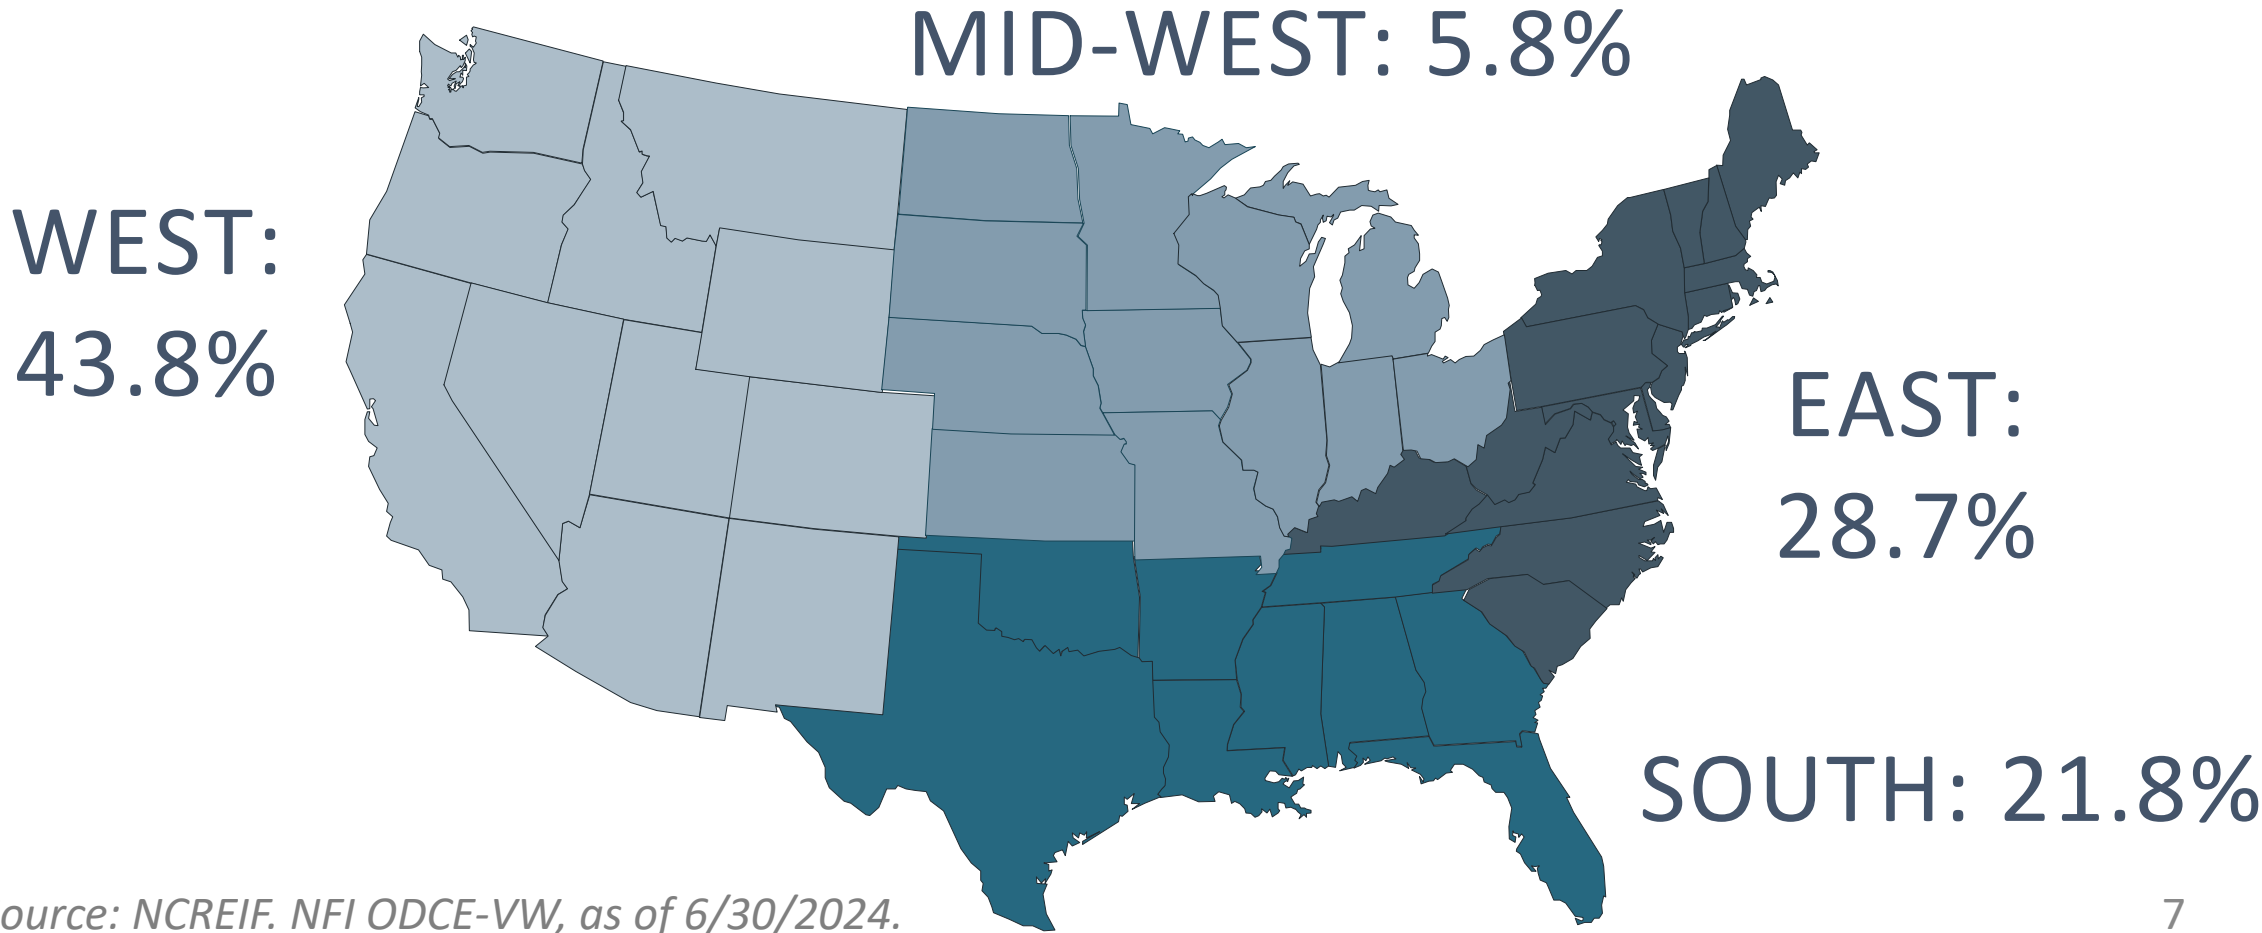 MID-WEST: 5.8%
WEST:
43.8%
EAST:
28.7%
SOUTH: 21.8%
ource: NCREIF. NFI ODCE-VW, as of 6/30/2024.
7